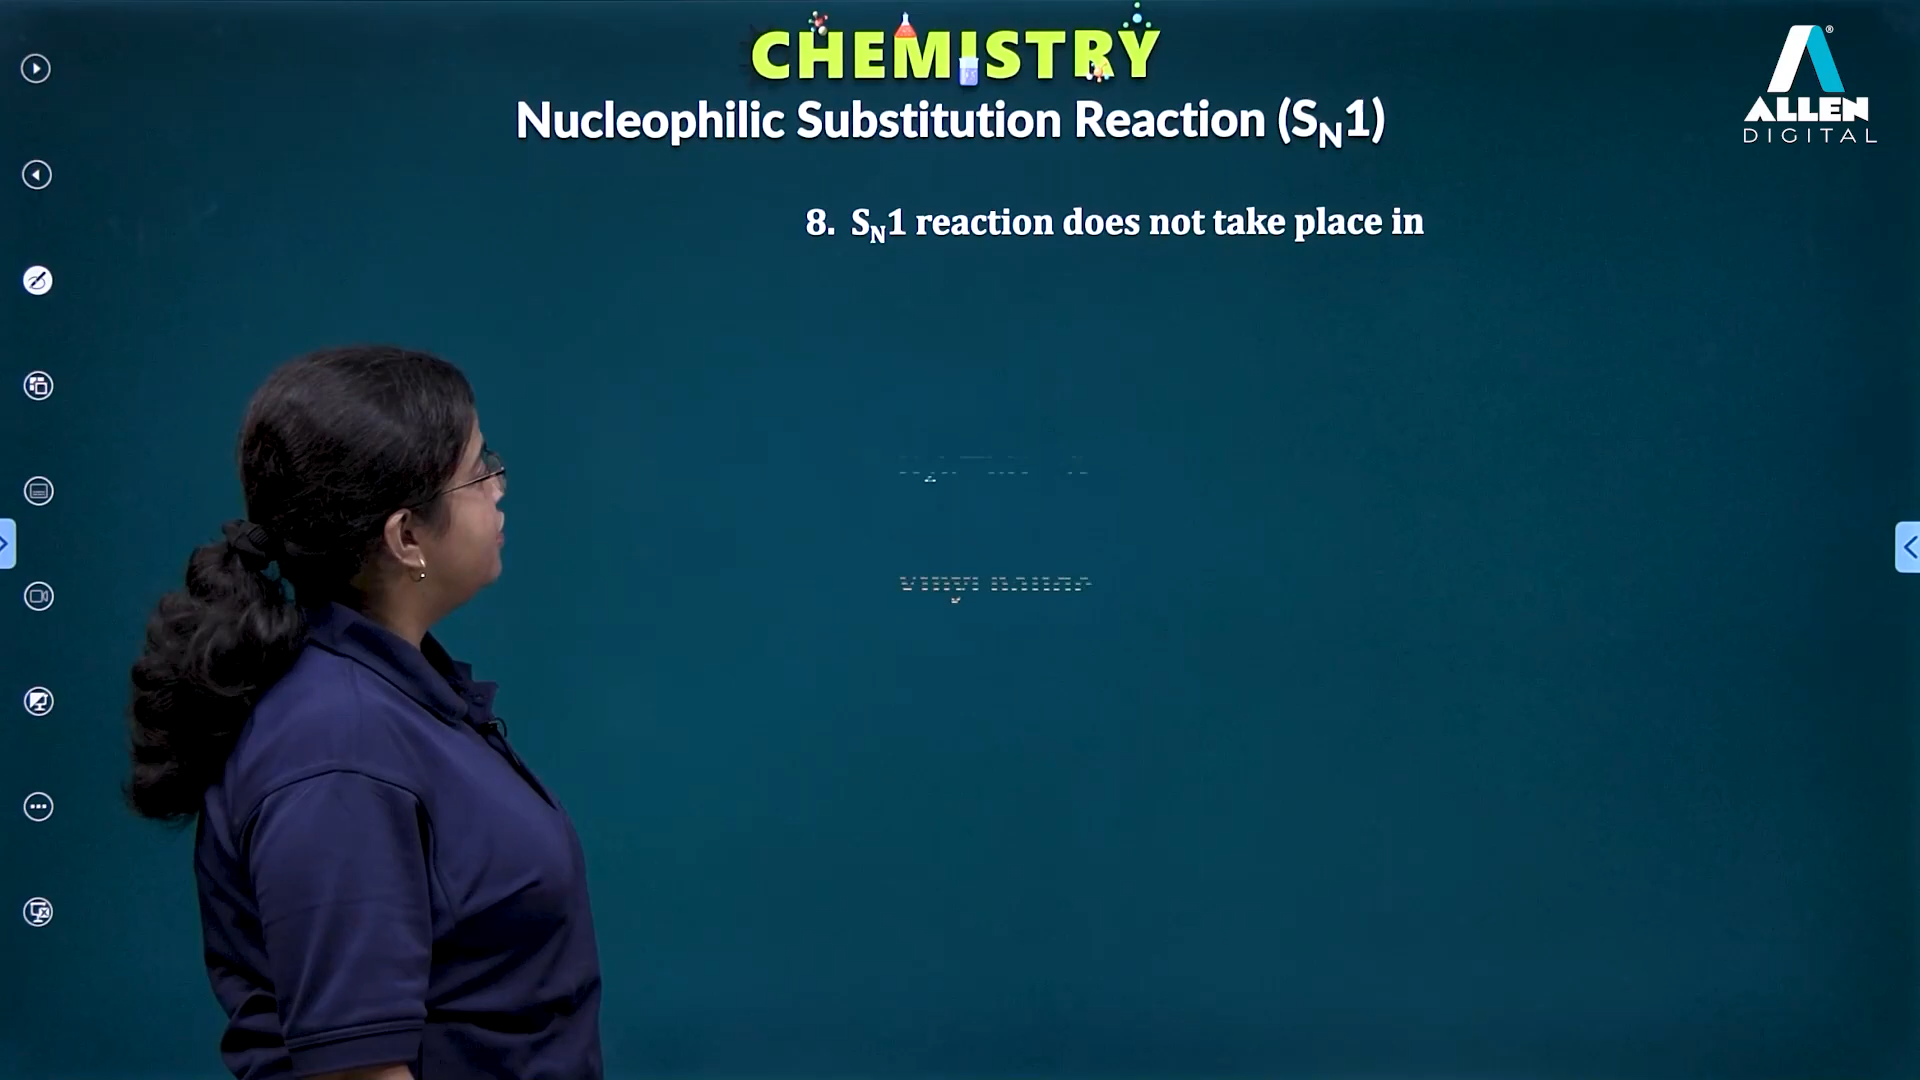 CHEMISTRY
ALLEN
DIGITAL
Nucleophilic Substitution Reaction (SN1)
8. SN1 reaction does not take place in